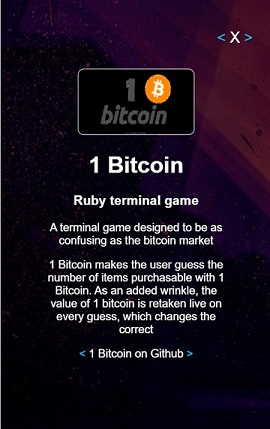 < X >
1
bitcoin
1 Bitcoin
Ruby terminal game
A terminal game designed to be as
confusing as the bitcoin market
1 Bitcoin makes the user guess the
number of items purchasable with 1
Bitcoin. As an added wrinkle, the
value of 1 bitcoin is retaken live on
every guess, which changes the
correct
< 1 Bitcoin on Github >